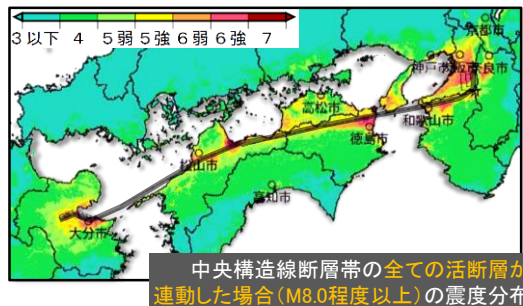 3以下 4 5弱 5強 6弱 6強 7
京都市
神戸市 大阪市 奈良市
高松市
和歌山市
徳島市
松山市
高知市
大分市
中央構造線断層帯の全ての活断層が
連動した場合(M8.0程度以上)の震度分布